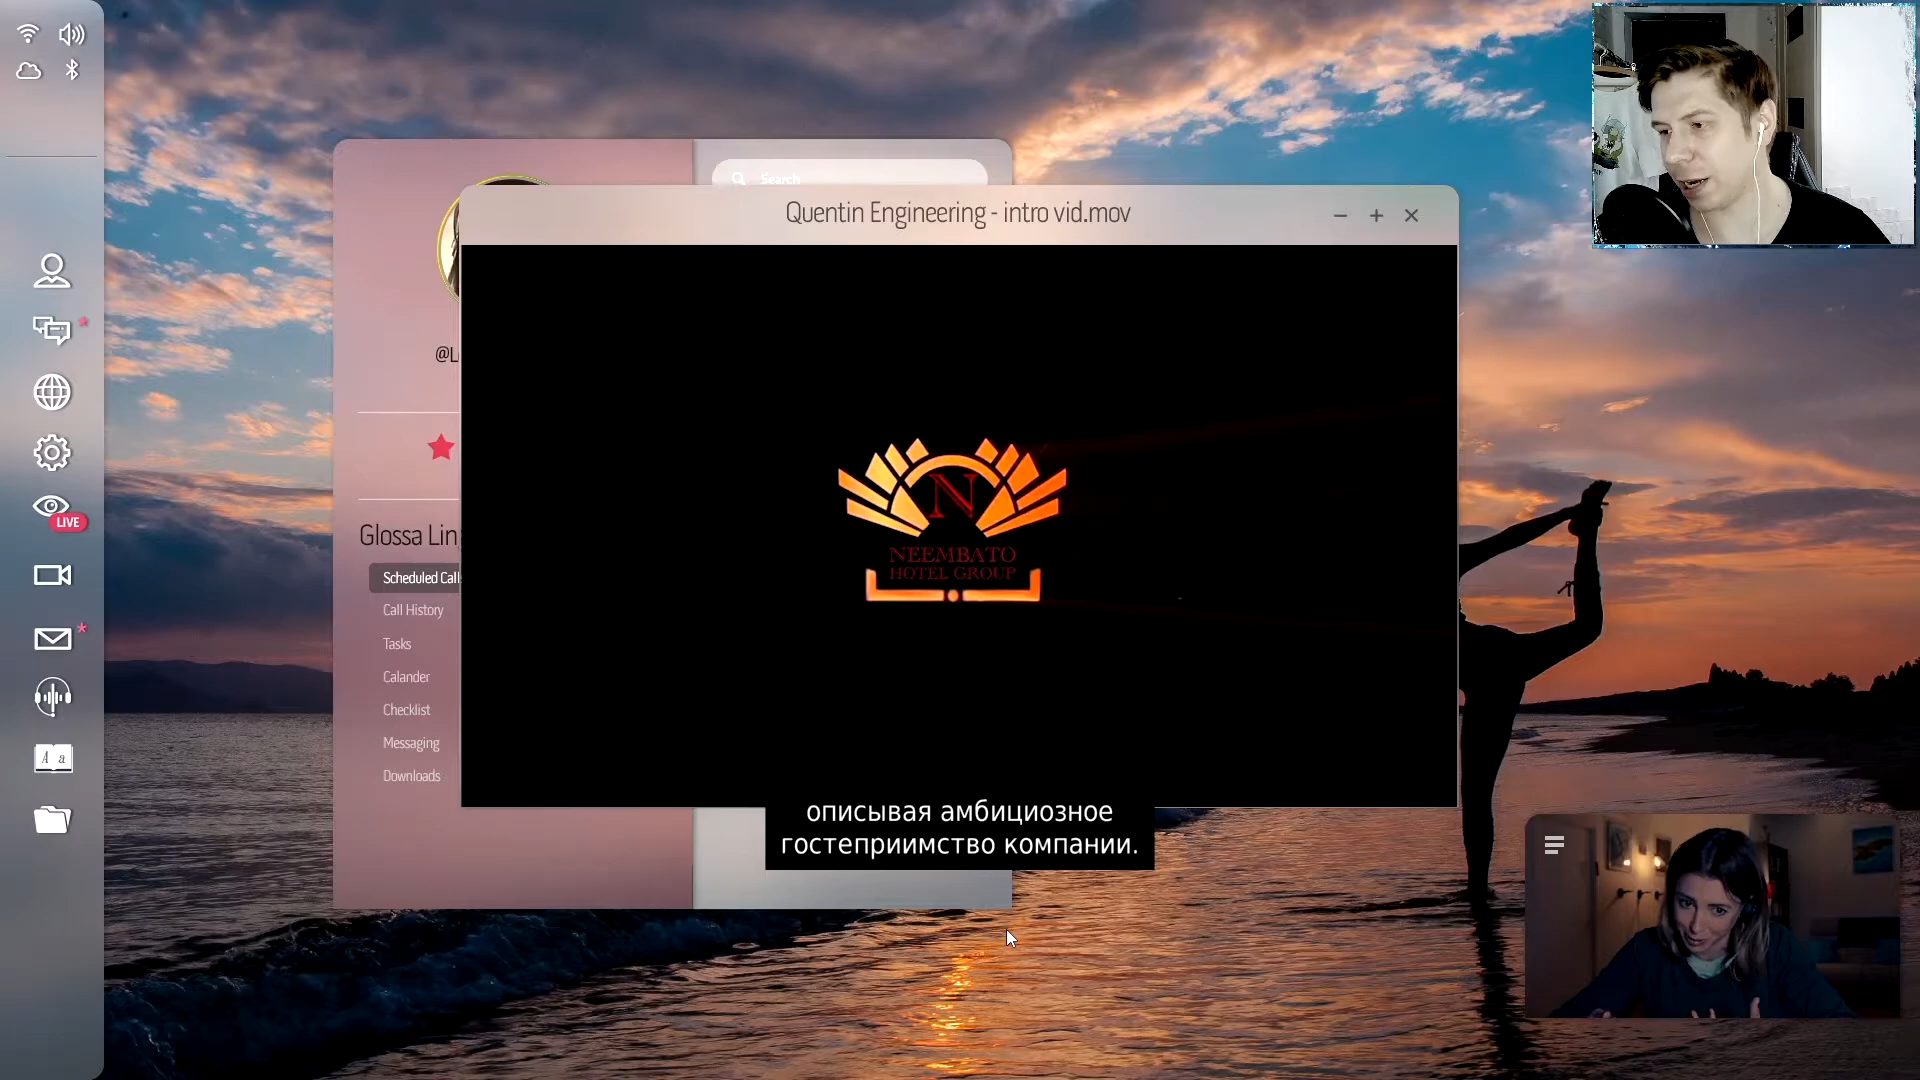 Search
Quentin Engineering - intro vid.mov
@L
Glossa Lin
LIVE
Scheduled Call
Call History
Tasks
Calander
Checklist
Messaging
Downloads
A a
N
NEEMBATO
HOTEL GROUP
описывая амбициозное
гостеприимство компании.